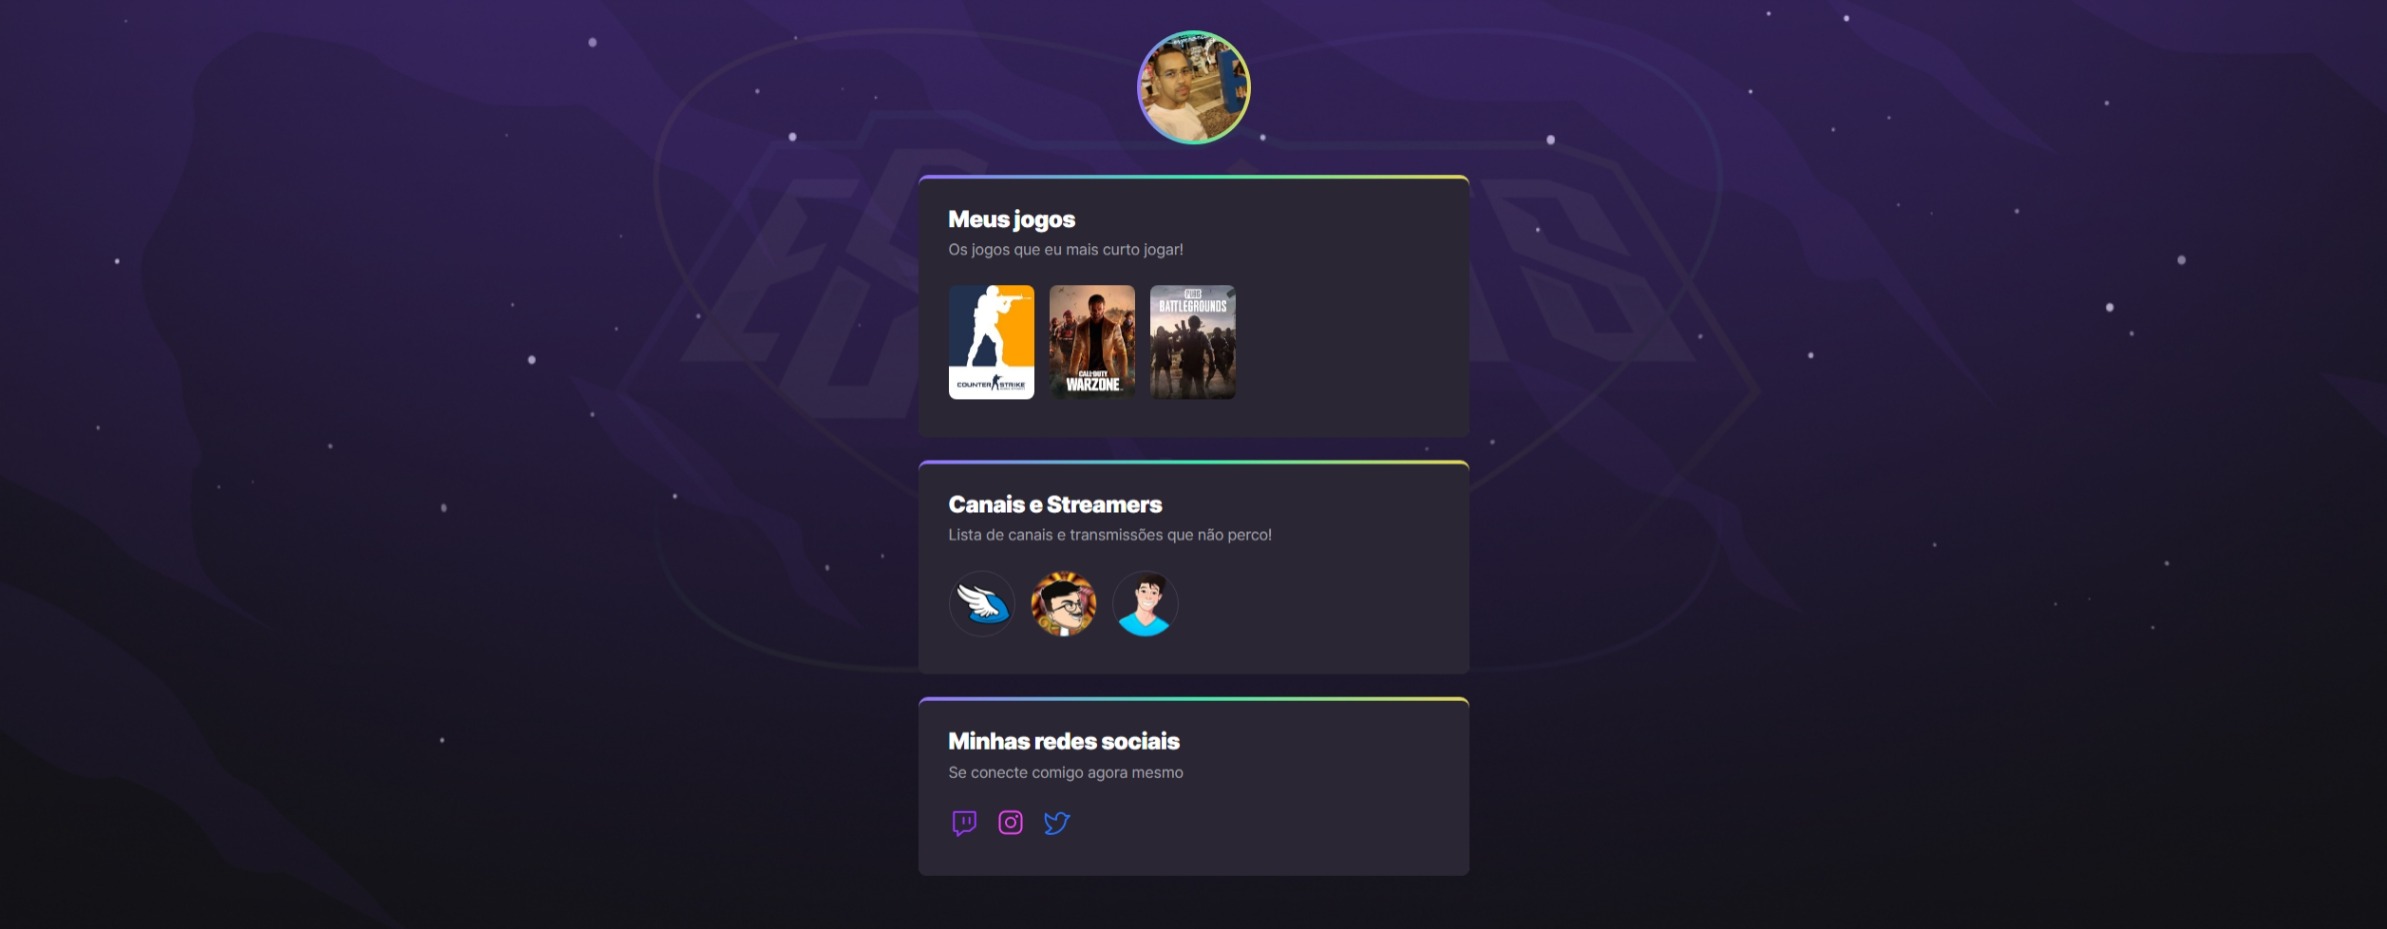 Meus jogos
Os jogos que eu mais curto jogar!
COUNTER STRIKE
CALL OF DUTY
WARZONE
PUBG
BATTLEGROUNDS
Canais e Streamers
Lista de canais e transmissões que não perco!
Minhas redes sociais
Se conecte comigo agora mesmo